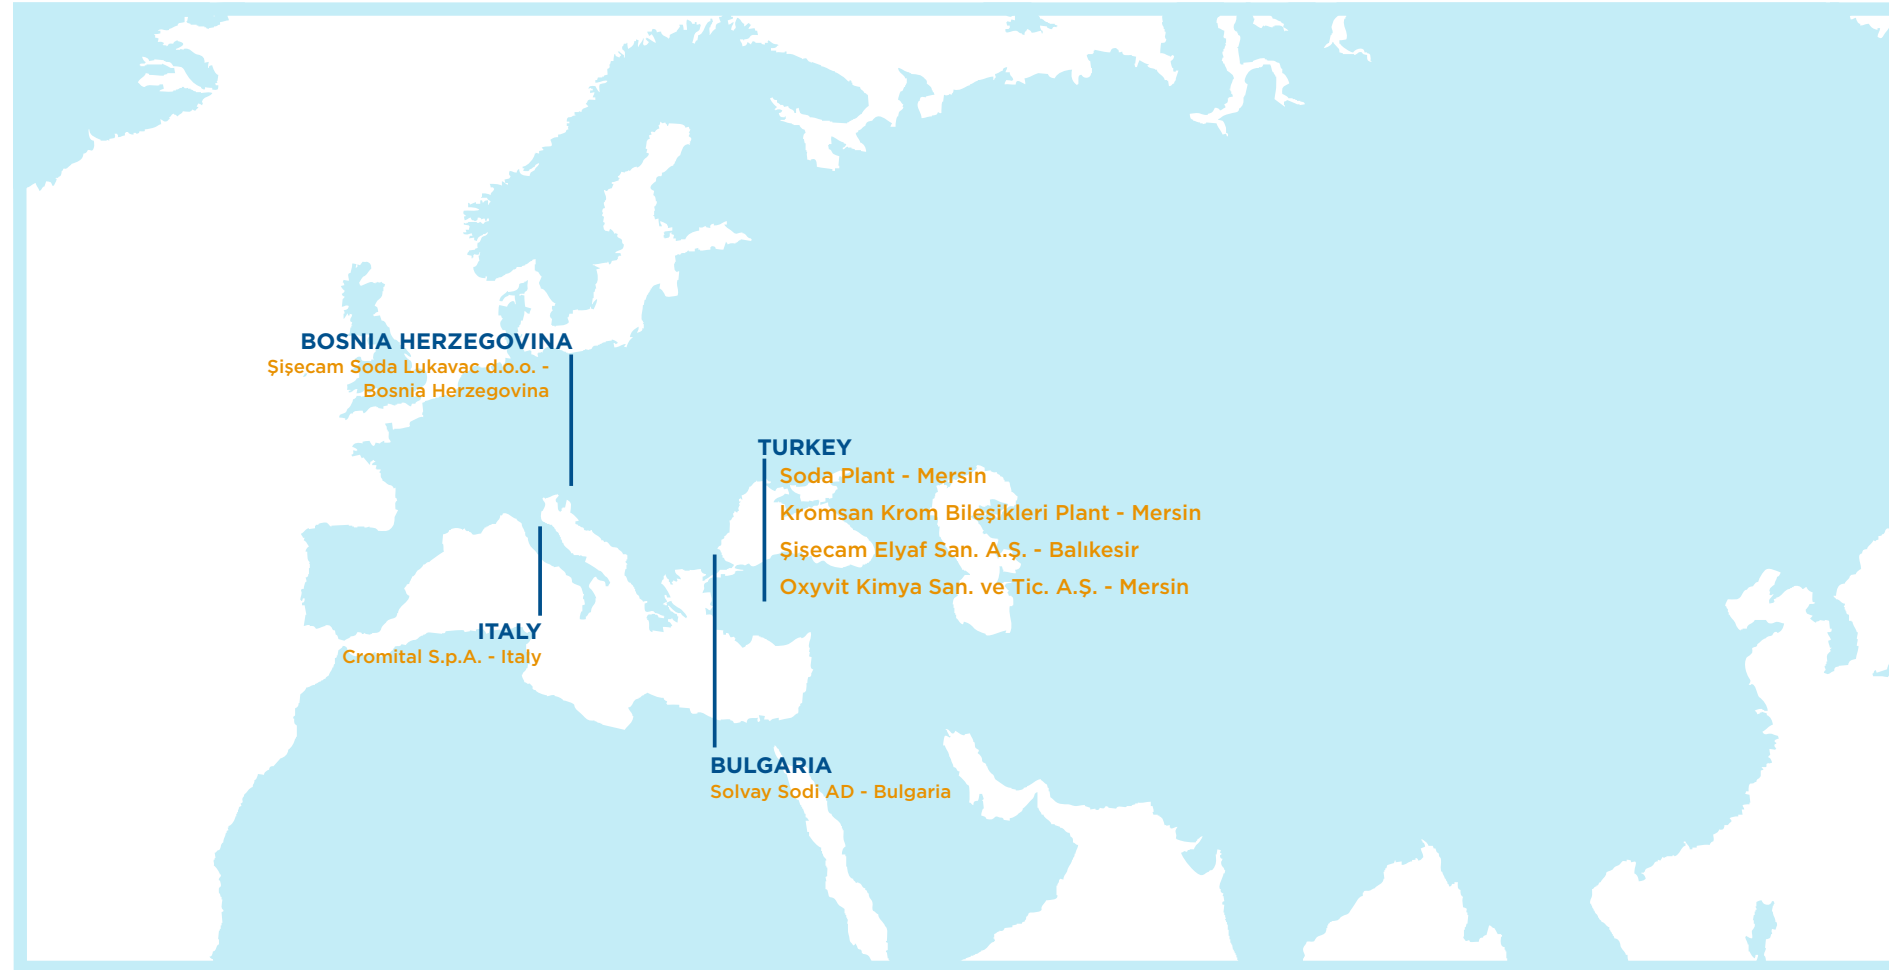 BOSNIA HERZEGOVINA
Şişecam Soda Lukavac d.o.o. -
Bosnia Herzegovina
TURKEY
Soda Plant - Mersin
Kromsan Krom Bileşikleri Plant - Mersin
Şişecam Elyaf San. A.Ş. - Balıkesir
Oxyvit Kimya San. ve Tic. A.Ş. - Mersin
ITALY
Cromital S.p.A. - Italy
BULGARIA
Solvay Sodi AD - Bulgaria